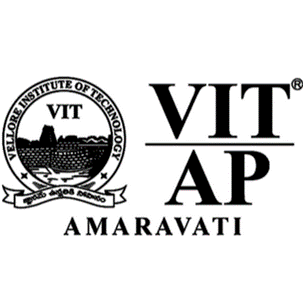 VELLORE INSTITUTE OF TECHNOLOGY
VIT
VIT®
AP
AMARAVATI